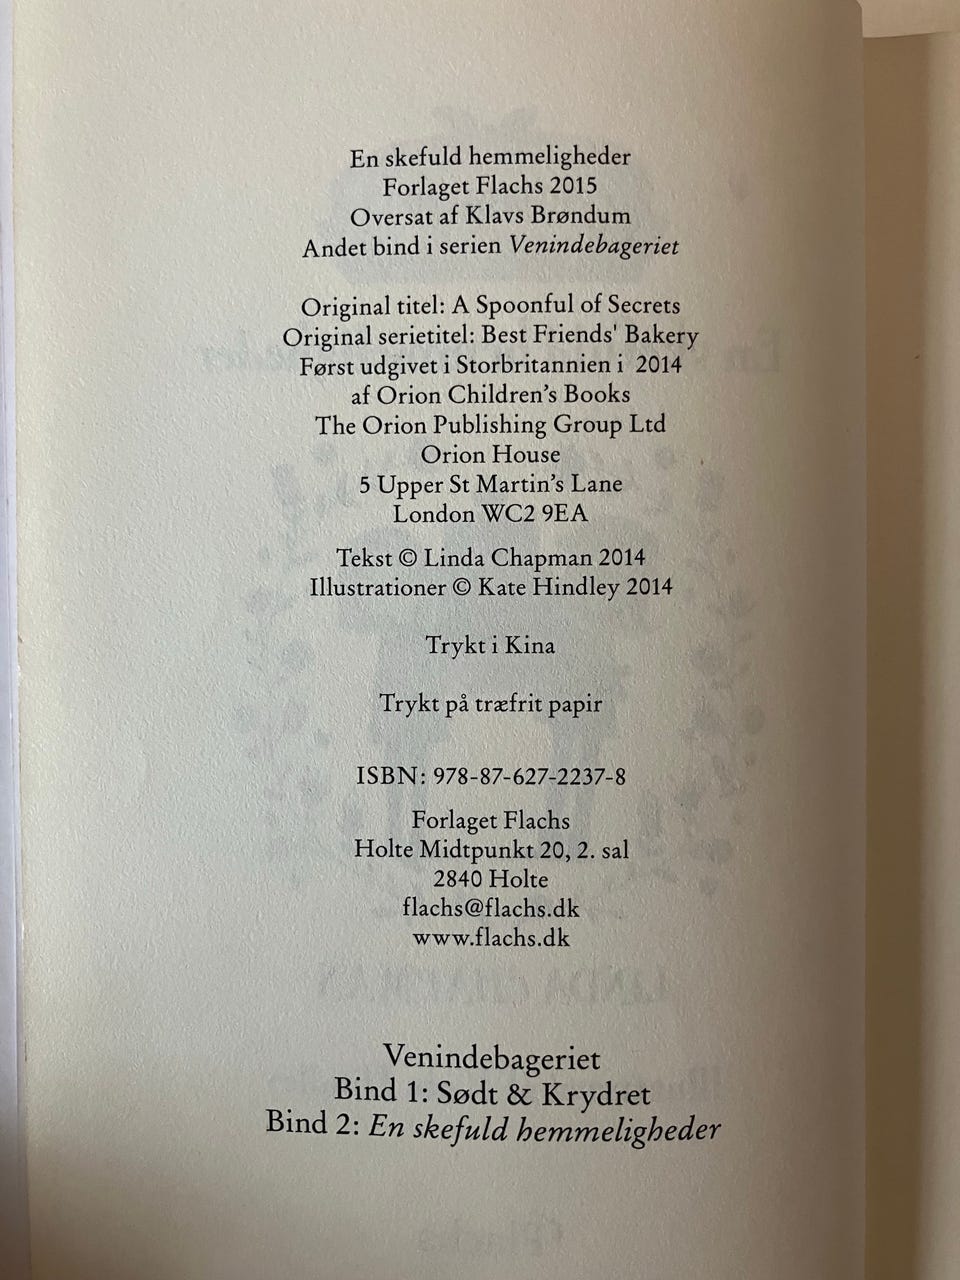 En skefuld hemmeligheder
Forlaget Flachs 2015
Oversat af Klavs Brøndum
Andet bind i serien Venindebageriet
Original titel: A Spoonful of Secrets
Original serietitel: Best Friends' Bakery
Først udgivet i Storbritannien i 2014
af Orion Children’s Books
The Orion Publishing Group Ltd
Orion House
5 Upper St Martin’s Lane
London WC2 9EA
Tekst © Linda Chapman 2014
Illustrationer © Kate Hindley 2014
Trykt i Kina
Trykt på træfrit papir
ISBN: 978-87-627-2237-8
Forlaget Flachs
Holte Midtpunkt 20, 2. sal
2840 Holte
flachs@flachs.dk
www.flachs.dk
Venindebageriet
Bind 1: Sødt & Krydret
Bind 2: En skefuld hemmeligheder